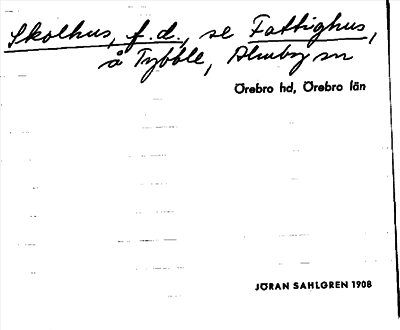 Skolhus, f.d., se Fattighus,
å Tybble, Almby sn
Örebro hd, Örebro län
JÖRAN SAHLGREN 1908